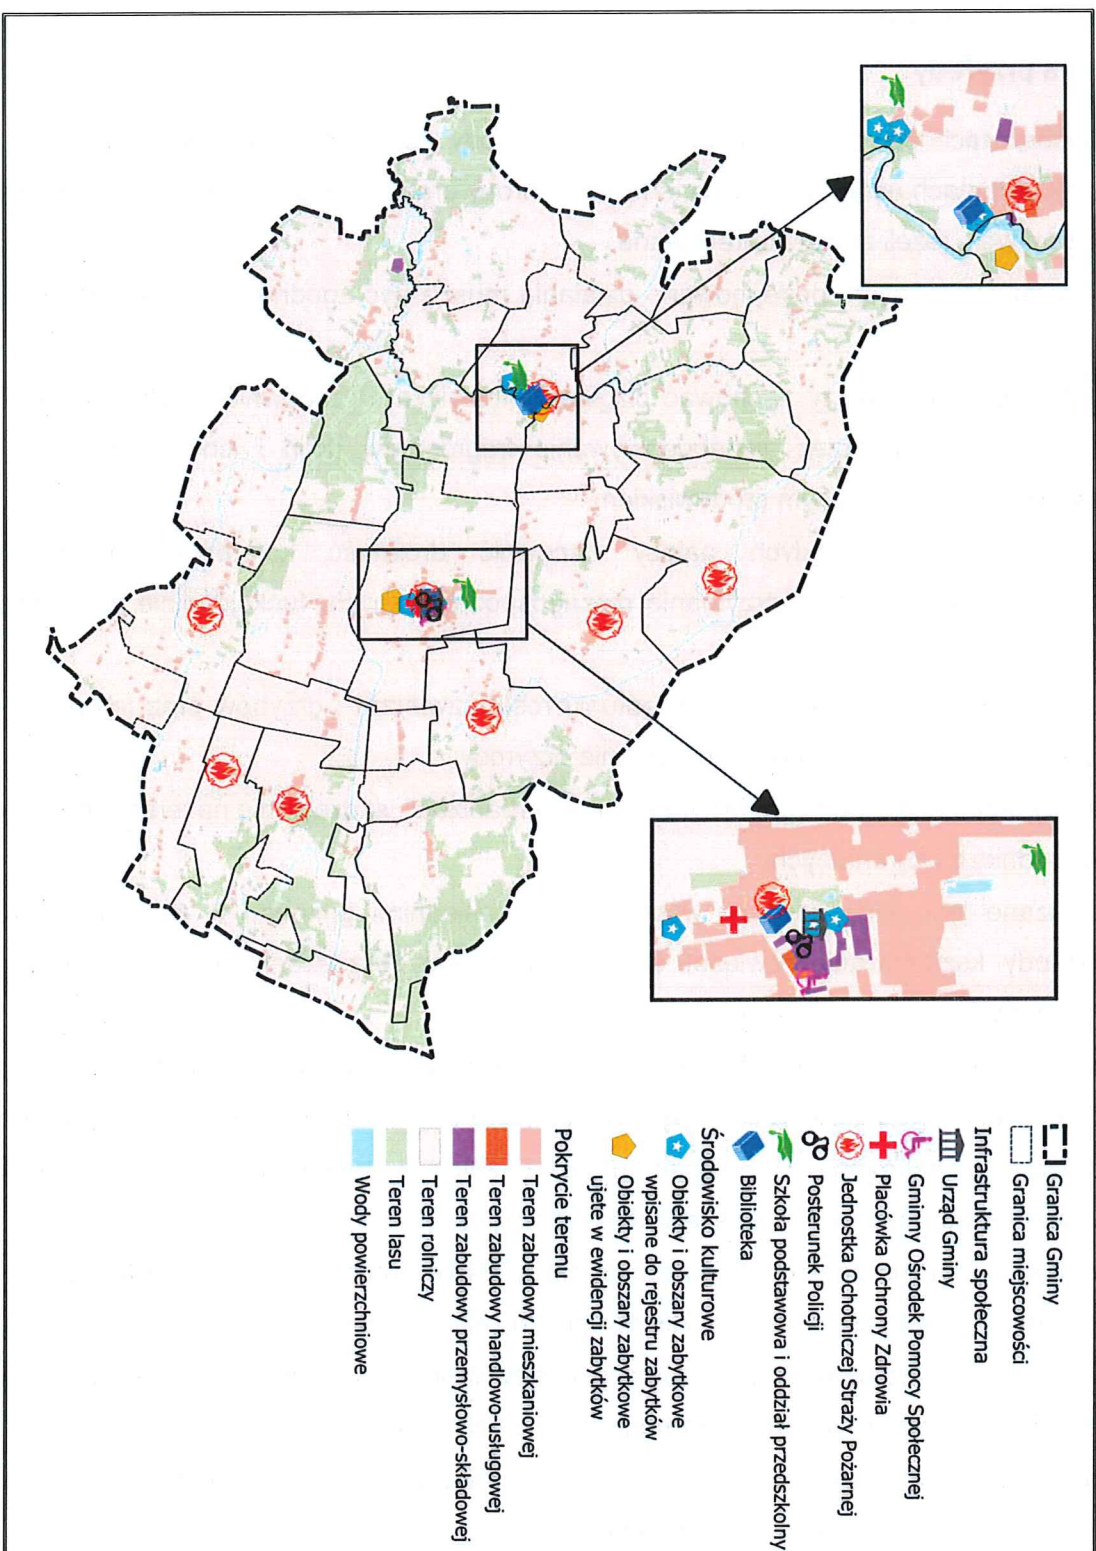 Granica Gminy
Granica miejscowości
Infrastruktura społeczna
Urząd Gminy
Gminny Ośrodek Pomocy Społecznej
Placówka Ochrony Zdrowia
Jednostka Ochotniczej Straży Pożarnej
Posterunek Policji
Szkoła podstawowa i oddział przedszkolny
Biblioteka
Środowisko kulturowe
Obiekty i obszary zabytkowe
wpisane do rejestru zabytków
Obiekty i obszary zabytkowe
ujete w ewidencji zabytków
Pokrycie terenu
Teren zabudowy mieszkaniowej
Teren zabudowy handlowo-usługowej
Teren zabudowy przemysłowo-składowej
Teren rolniczy
Teren lasu
Wody powierzchniowe